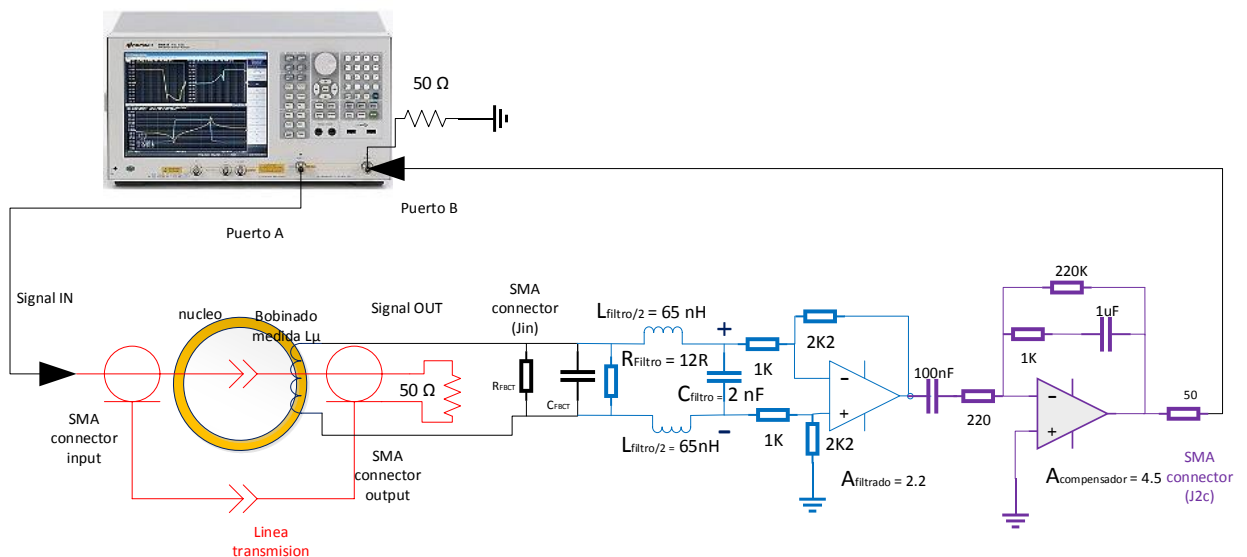 50 Ω
Puerto A
Puerto B
Signal IN
nucleo
Bobinado
medida Lµ
Signal OUT
50 Ω
SMA
connector
input
SMA
connector
output
Linea
transmision
SMA
connector
(Jin)
RFBCT
CFBCT
Lfiltro/2 = 65 nH
RFiltro = 12R
Cfiltro = 2 nF
Lfiltro/2 = 65nH
+
-
1K
2K2
1K
2K2
-
+
Afiltrado = 2.2
100nF
220
220K
1K
1uF
-
+
Acompensador = 4.5
50
SMA
connector
(J2c)